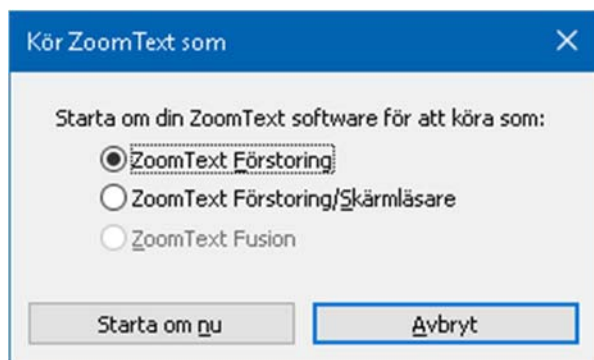 Kör ZoomText som
Starta om din ZoomText software för att köra som:
ZoomText Förstoring
ZoomText Förstoring/Skärmläsare
ZoomText Fusion
Starta om nu Avbryt